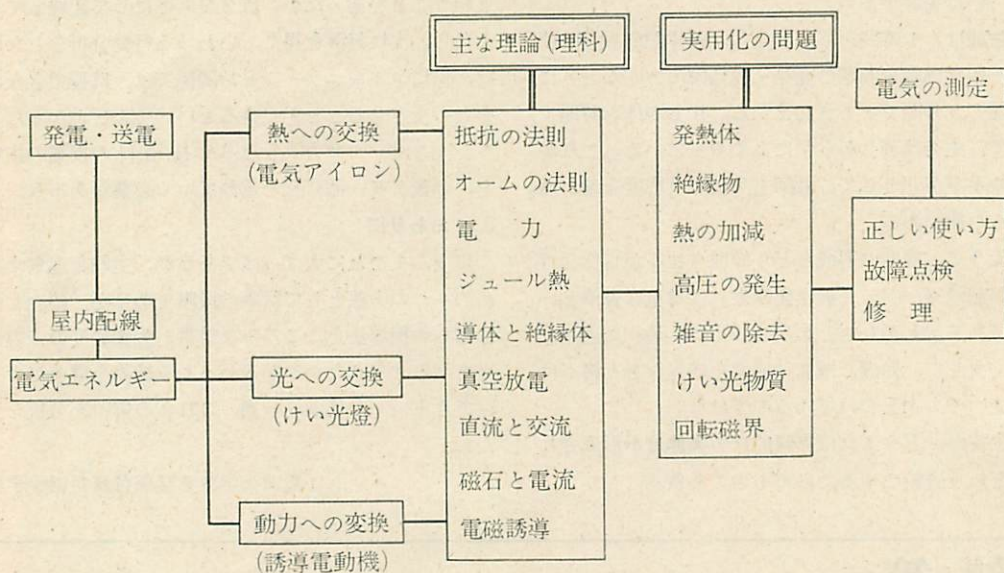 発電・送電
屋内配線
電気エネルギー
熱への交換
(電気アイロン)
光への変換
(けい光燈)
動力への変換
(誘導電動機)
主な理論(理科)
抵抗の法則
オームの法則
電　　力
ジュール熱
導体と絶縁体
真空放電
直流と交流
磁石と電流
電磁誘導
実用化の問題
発熱体
絶縁物
熱の加減
高圧の発生
雑音の除去
けい光物質
回転磁界
電気の測定
正しい使い方
故障点検
修　理